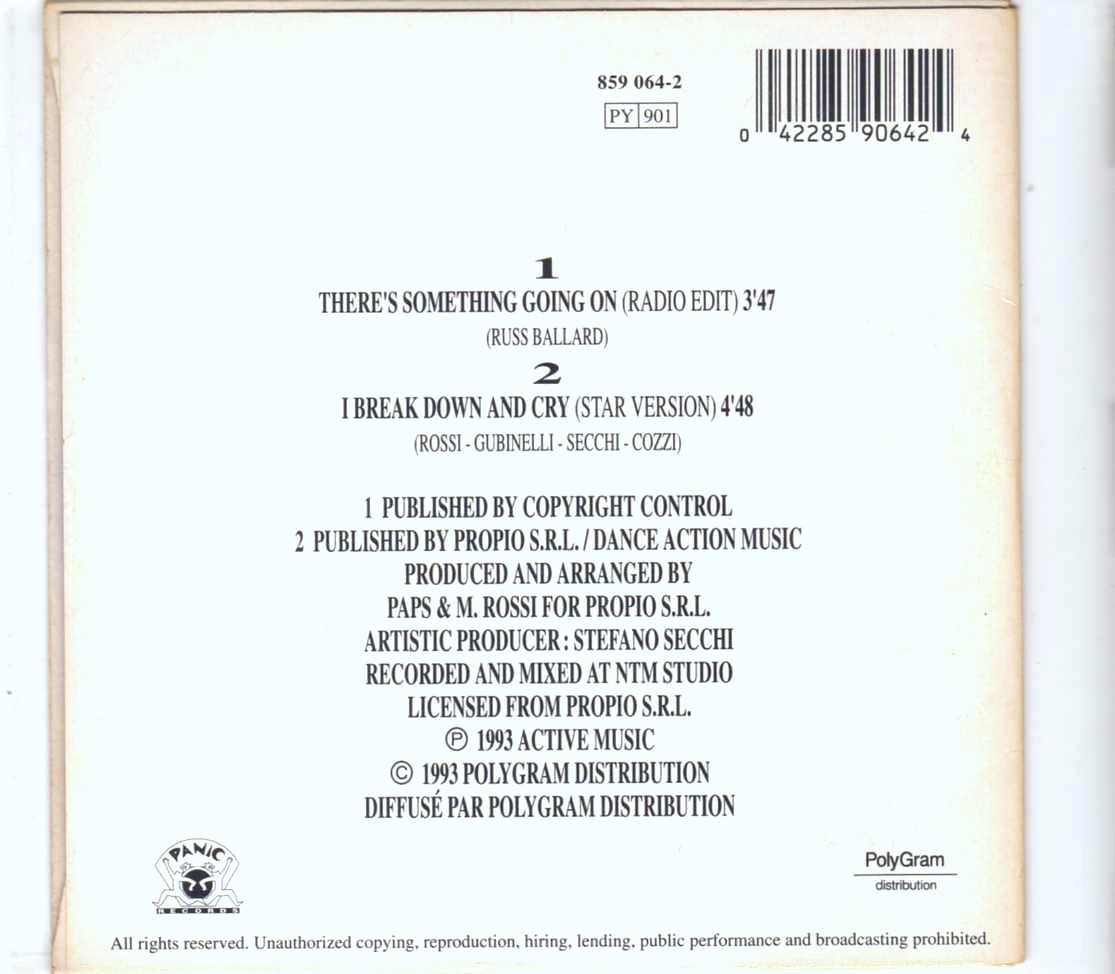 859 064-2
PY 901
0 42285 90642 4
1
THERE'S SOMETHING GOING ON (RADIO EDIT) 3'47
(RUSS BALLARD)
2
I BREAK DOWN AND CRY (STAR VERSION) 4'48
(ROSSI - GUBINELLI - SECCHI - COZZI)
1 PUBLISHED BY COPYRIGHT CONTROL
2 PUBLISHED BY PROPIO S.R.L. / DANCE ACTION MUSIC
PRODUCED AND ARRANGED BY
PAPS & M. ROSSI FOR PROPIO S.R.L.
ARTISTIC PRODUCER : STEFANO SECCHI
RECORDED AND MIXED AT NTM STUDIO
LICENSED FROM PROPIO S.R.L.
Ⓟ 1993 ACTIVE MUSIC
© 1993 POLYGRAM DISTRIBUTION
DIFFUSÉ PAR POLYGRAM DISTRIBUTION
PANIC
RECORDS
PolyGram
distribution
All rights reserved. Unauthorized copying, reproduction, hiring, lending, public performance and broadcasting prohibited.